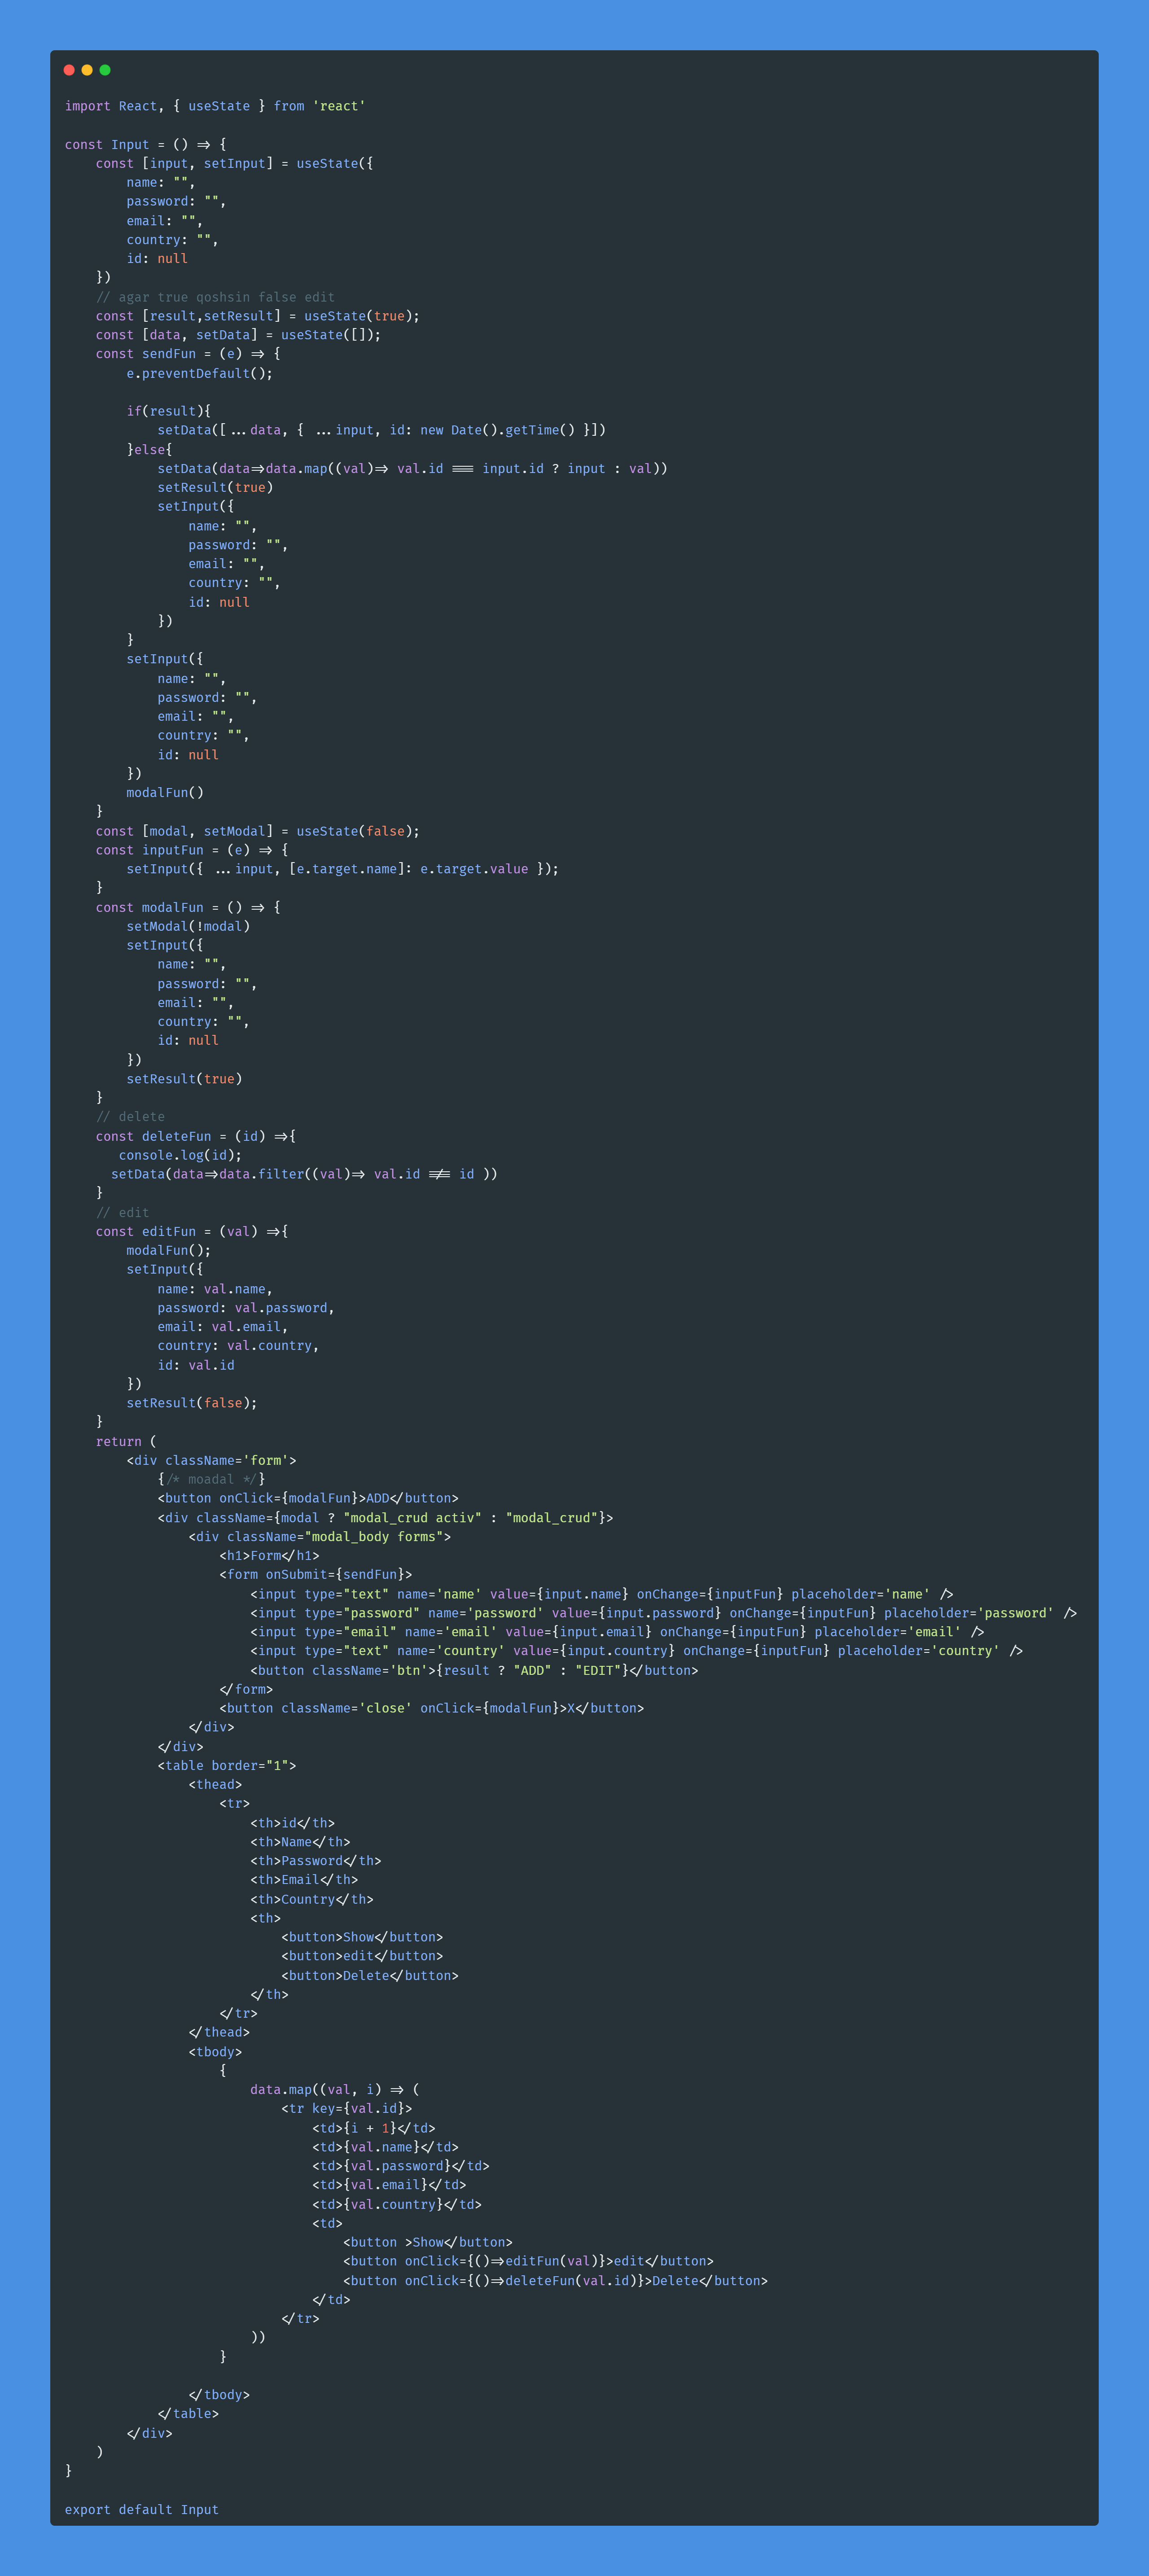 import React, { useState } from 'react'

const Input = () => {
    const [input, setInput] = useState({
        name: "",
        password: "",
        email: "",
        country: "",
        id: null
    })
    // agar true qoshsin false edit
    const [result,setResult] = useState(true);
    const [data, setData] = useState([]);
    const sendFun = (e) => {
        e.preventDefault();

        if(result){
            setData([...data, { ...input, id: new Date().getTime() }])
        }else{
            setData(data=>data.map((val)=> val.id === input.id ? input : val))
            setResult(true)
            setInput({
                name: "",
                password: "",
                email: "",
                country: "",
                id: null
            })
        }
        setInput({
            name: "",
            password: "",
            email: "",
            country: "",
            id: null
        })
        modalFun()
    }
    const [modal, setModal] = useState(false);
    const inputFun = (e) => {
        setInput({ ...input, [e.target.name]: e.target.value });
    }
    const modalFun = () => {
        setModal(!modal)
        setInput({
            name: "",
            password: "",
            email: "",
            country: "",
            id: null
        })
        setResult(true)
    }
    // delete
    const deleteFun = (id) =>{
       console.log(id);
      setData(data=>data.filter((val)=> val.id !== id ))
    }
    // edit
    const editFun = (val) =>{
        modalFun();
        setInput({
            name: val.name,
            password: val.password,
            email: val.email,
            country: val.country,
            id: val.id
        })
        setResult(false);
    }
    return (
        <div className='form'>
            {/* moadal */}
            <button onClick={modalFun}>ADD</button>
            <div className={modal ? "modal_crud activ" : "modal_crud"}>
                <div className="modal_body forms">
                    <h1>Form</h1>
                    <form onSubmit={sendFun}>
                        <input type="text" name='name' value={input.name} onChange={inputFun} placeholder='name' />
                        <input type="password" name='password' value={input.password} onChange={inputFun} placeholder='password' />
                        <input type="email" name='email' value={input.email} onChange={inputFun} placeholder='email' />
                        <input type="text" name='country' value={input.country} onChange={inputFun} placeholder='country' />
                        <button className='btn'>{result ? "ADD" : "EDIT"}</button>
                    </form>
                    <button className='close' onClick={modalFun}>X</button>
                </div>
            </div>
            <table border="1">
                <thead>
                    <tr>
                        <th>id</th>
                        <th>Name</th>
                        <th>Password</th>
                        <th>Email</th>
                        <th>Country</th>
                        <th>
                            <button>Show</button>
                            <button>edit</button>
                            <button>Delete</button>
                        </th>
                    </tr>
                </thead>
                <tbody>
                    {
                        data.map((val, i) => (
                            <tr key={val.id}>
                                <td>{i + 1}</td>
                                <td>{val.name}</td>
                                <td>{val.password}</td>
                                <td>{val.email}</td>
                                <td>{val.country}</td>
                                <td>
                                    <button >Show</button>
                                    <button onClick={()=>editFun(val)}>edit</button>
                                    <button onClick={()=>deleteFun(val.id)}>Delete</button>
                                </td>
                            </tr>
                        ))
                    }

                </tbody>
            </table>
        </div>
    )
}

export default Input